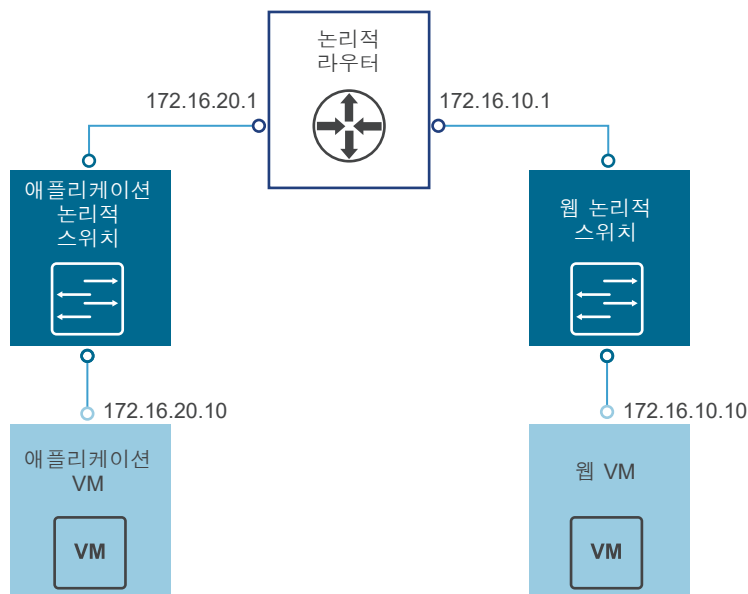 논리적
라우터
172.16.20.1
172.16.10.1
애플리케이션
논리적
스위치
웹 논리적
스위치
172.16.20.10
172.16.10.10
애플리케이션
VM
웹 VM
VM
VM